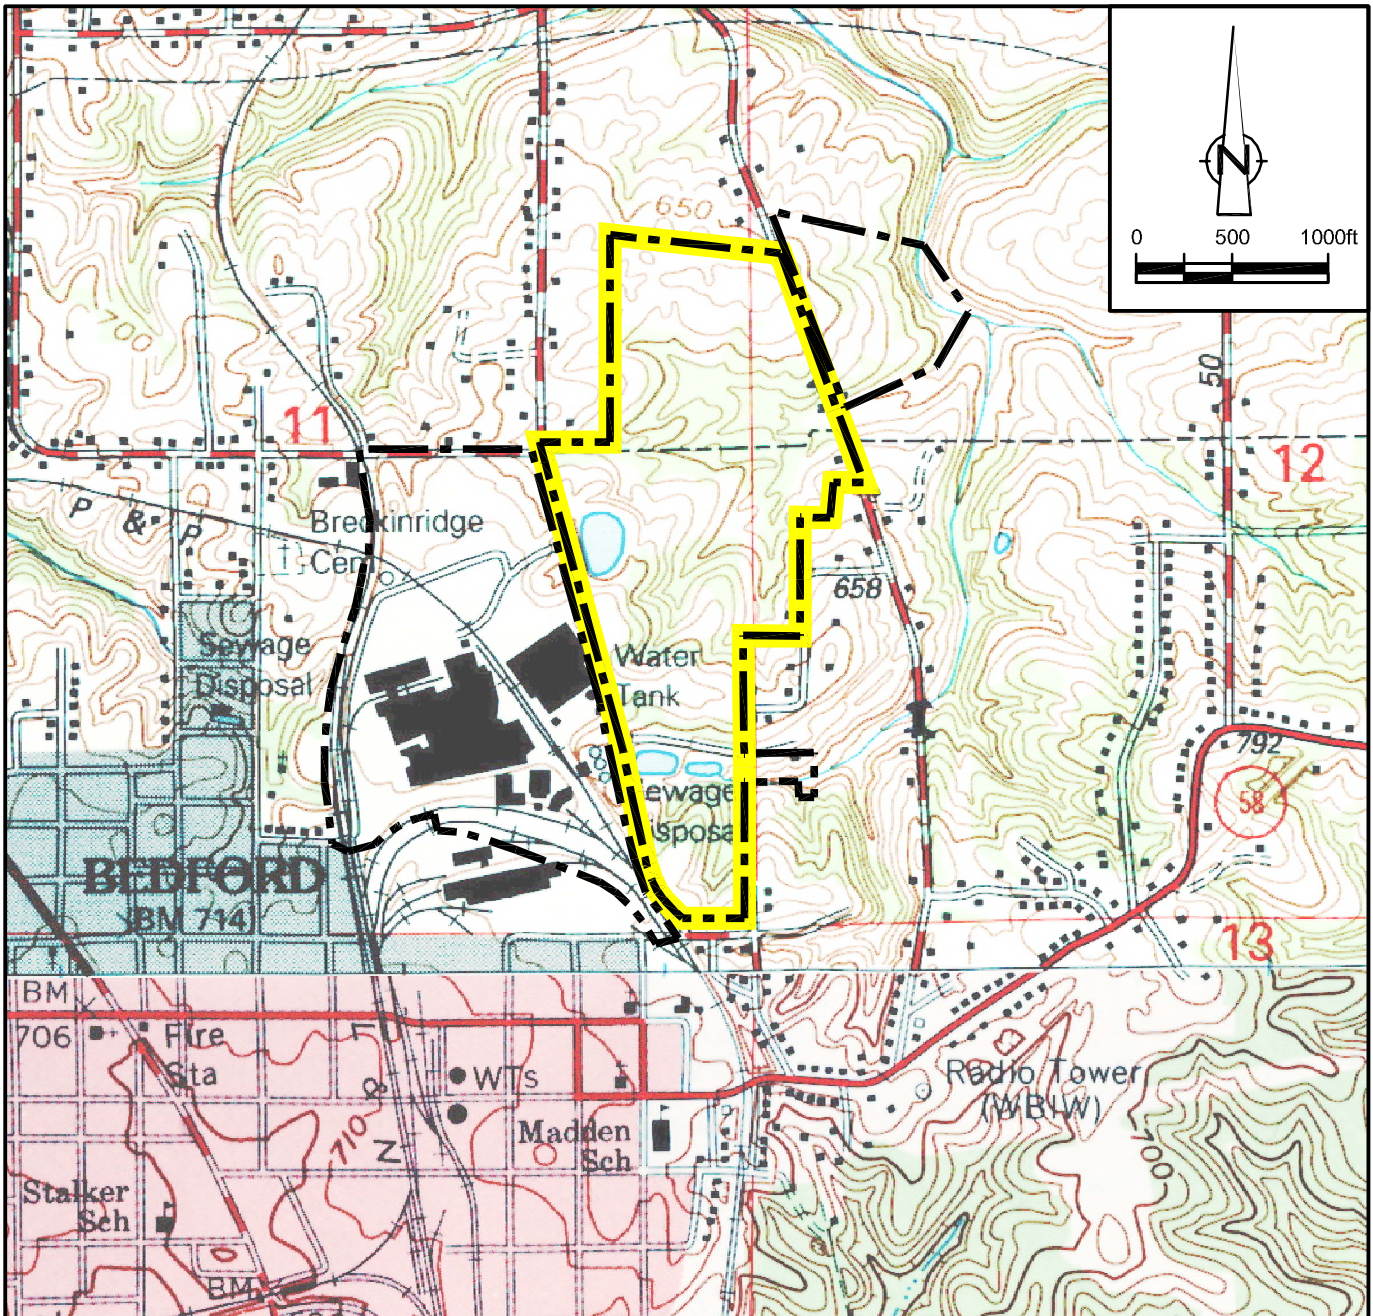 N
0 500 1000ft
650
700
50
11
12
P & P
Breckinridge
Cem
658
Sewage
Disposal
Water
Tank
792
58
ewage
sposa
BEDFORD
(BM 714)
13
BM
706
Fire
Sta
L & N
WTs
710
Radio Tower
(WBIW)
Madden
Sch
700
Stalker
Sch
BM